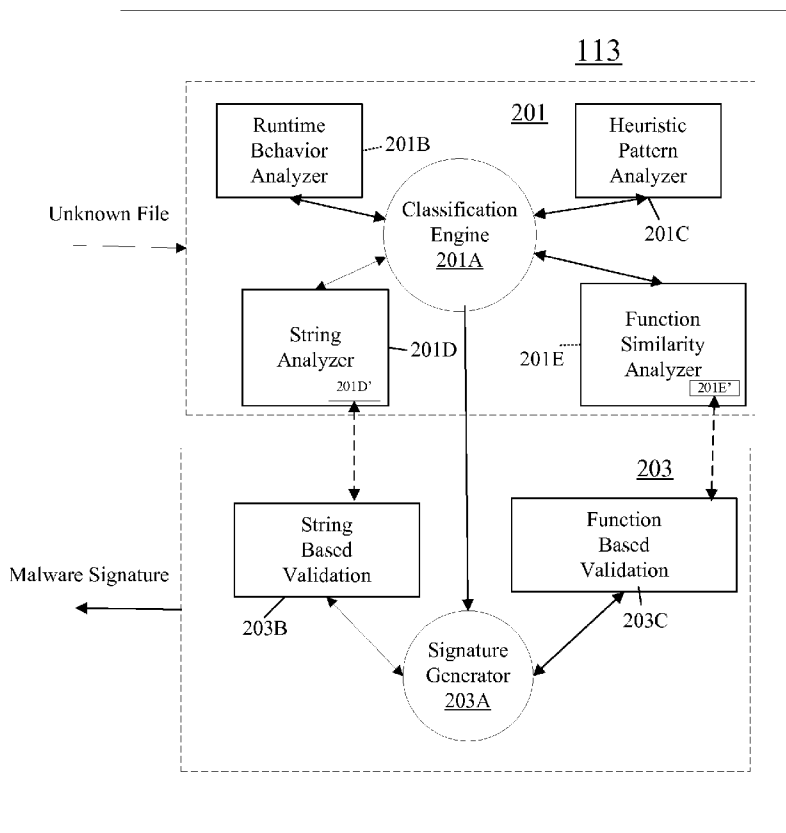 113
201
Runtime
Behavior
Analyzer
201B
Heuristic
Pattern
Analyzer
201C
Unknown File
Classification
Engine
201A
String
Analyzer
201D'
201D
201E
Function
Similarity
Analyzer
201E'
203
String
Based
Validation
203B
Function
Based
Validation
203C
Malware Signature
Signature
Generator
203A